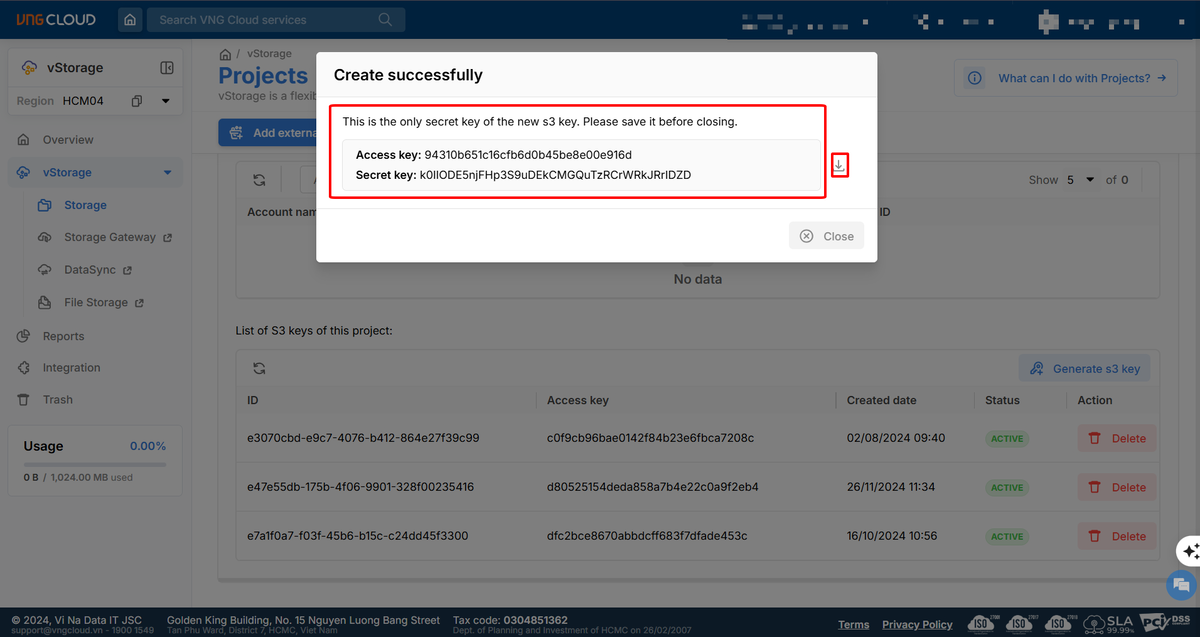 VNG CLOUD
Search VNG Cloud services
vStorage
Region HCM04
Overview
vStorage
Storage
Storage Gateway
DataSync
File Storage
Reports
Integration
Trash
Usage 0.00%
0 B / 1,024.00 MB used
/ vStorage
Projects
vStorage is a flexib
What can I do with Projects?
Add externa
Create successfully
This is the only secret key of the new s3 key. Please save it before closing.
Access key: 94310b651c16cfb6d0b45be8e00e916d
Secret key: k0IIODE5njFHp3S9uDEkCMGQuTzRCrWRkJRrIDZD
Close
Show 5 of 0
Account nam
ID
No data
List of S3 keys of this project:
Generate s3 key
ID Access key Created date Status Action
e3070cbd-e9c7-4076-b412-864e27f39c99 c0f9cb96bae0142f84b23e6fbca7208c 02/08/2024 09:40 ACTIVE Delete
e47e55db-175b-4f06-9901-328f00235416 d80525154deda858a7b4e22c0a9f2eb4 26/11/2024 11:34 ACTIVE Delete
e7a1f0a7-f03f-45b6-b15c-c24dd45f3300 dfc2bce8670abbdcff683f7dfade453c 16/10/2024 10:56 ACTIVE Delete
© 2024, Vi Na Data IT JSC
support@vngcloud.vn - 1900 1549
Golden King Building, No. 15 Nguyen Luong Bang Street
Tan Phu Ward, District 7, HCMC, Viet Nam
Tax code: 0304851362
Dept. of Planning and Investment of HCMC on 26/02/2007
Terms
Privacy Policy
ISO
ISO
ISO
SLA
99.99%
PCI DSS